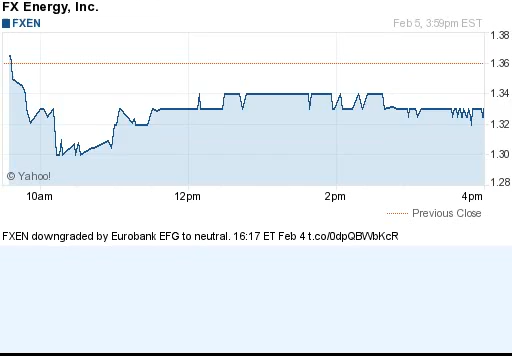 FX Energy, Inc.
FXEN
Feb 5, 3:59pm EST
1.38
1.36
1.34
1.32
1.30
1.28
© Yahoo!
10am 12pm 2pm 4pm
Previous Close
FXEN downgraded by Eurobank EFG to neutral. 16:17 ET Feb 4 t.co/0dpQBWbKcR